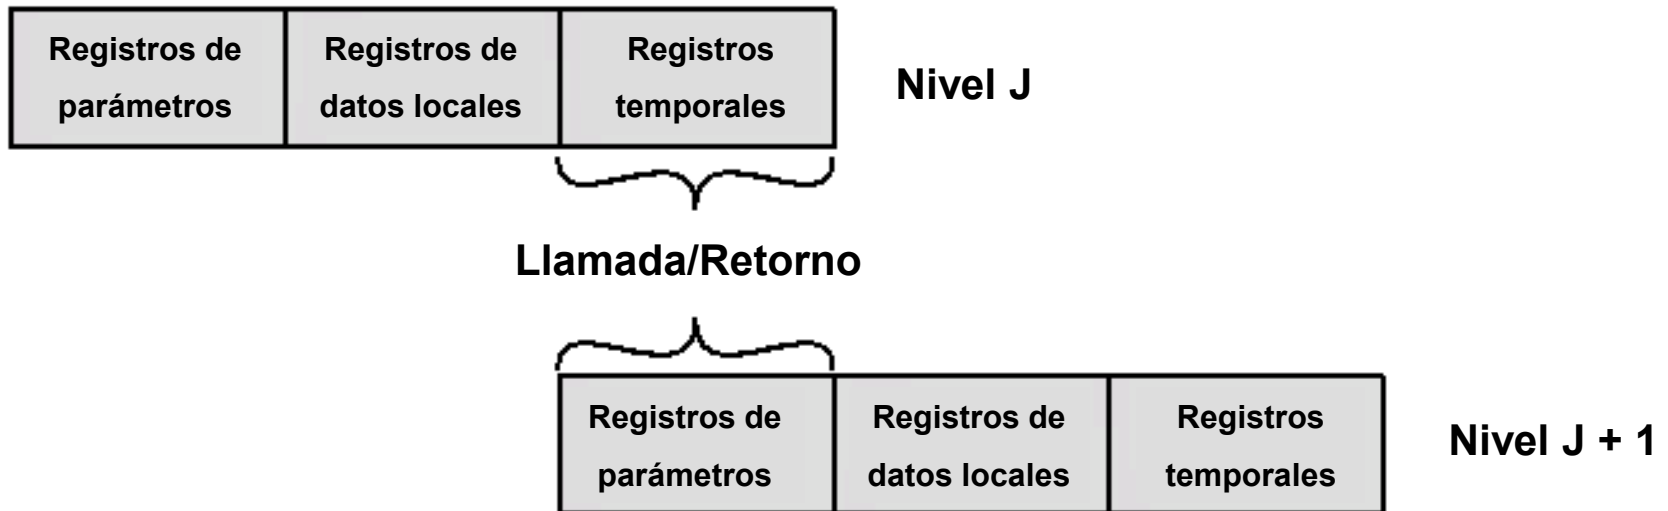 Registros de
parámetros
Registros de
datos locales
Registros
temporales
Nivel J
Llamada/Retorno
Registros de
parámetros
Registros de
datos locales
Registros
temporales
Nivel J + 1